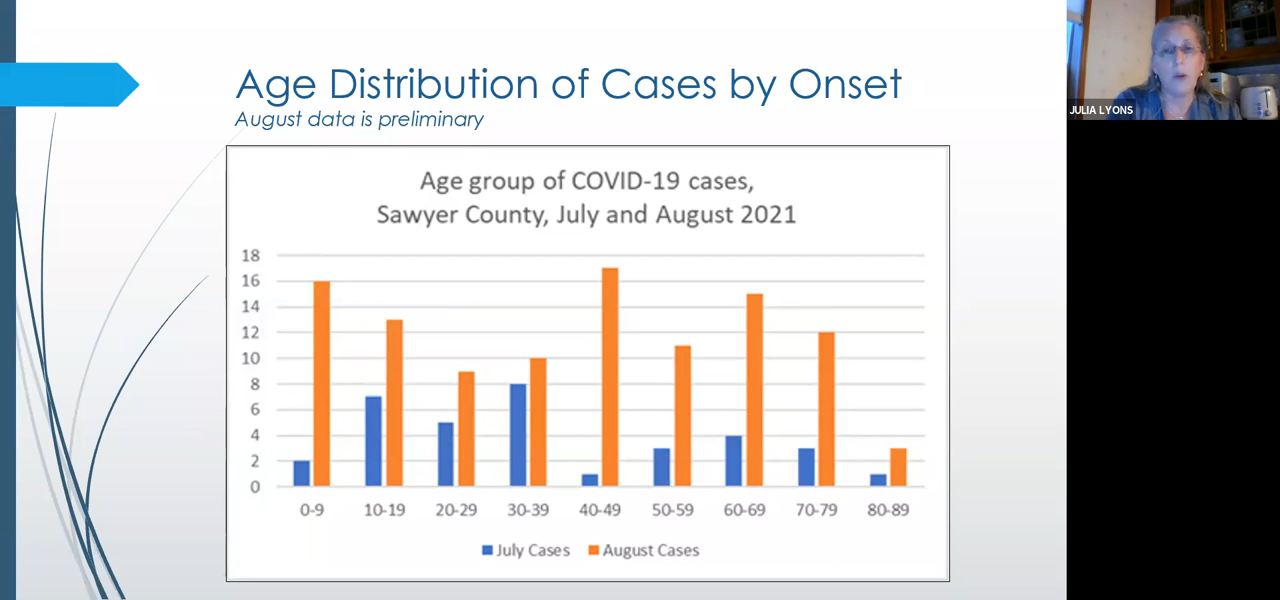 Age Distribution of Cases by Onset
August data is preliminary
JULIA LYONS
Age group of COVID-19 cases,
Sawyer County, July and August 2021
18
16
14
12
10
8
6
4
2
0
0-9 10-19 20-29 30-39 40-49 50-59 60-69 70-79 80-89
July Cases August Cases